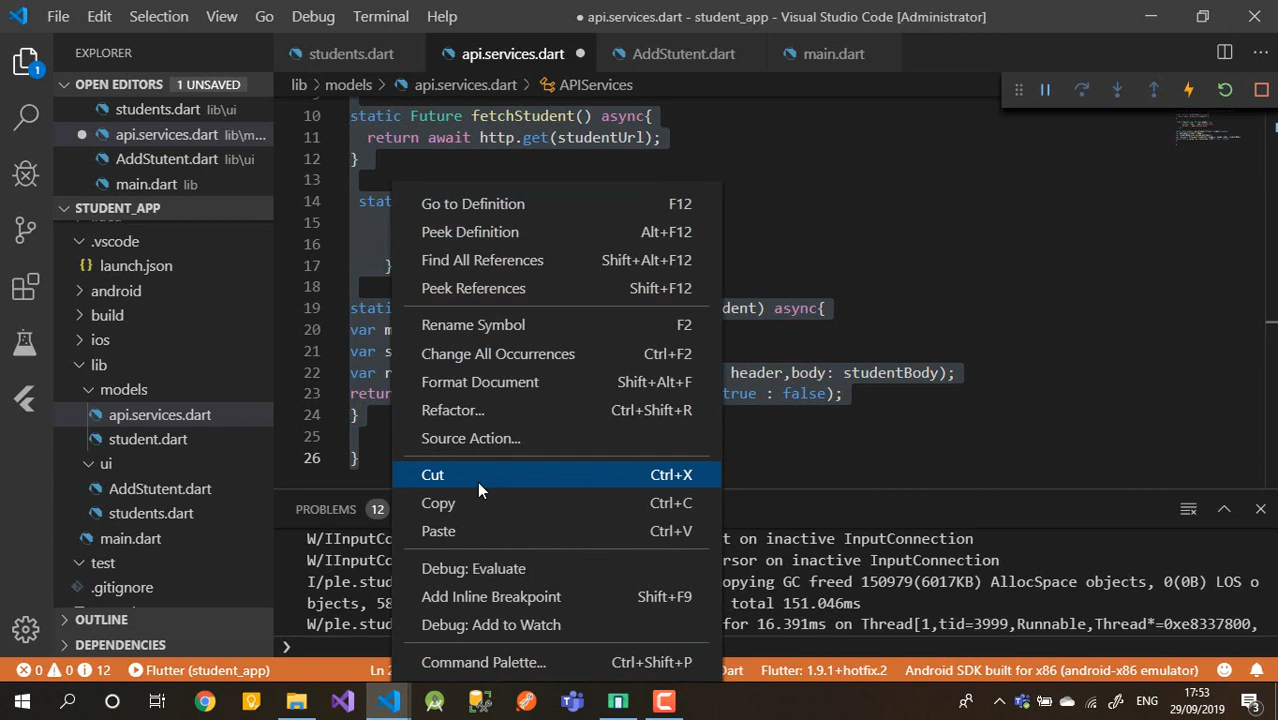 File Edit Selection View Go Debug Terminal Help
● api.services.dart - student_app - Visual Studio Code [Administrator]
EXPLORER
students.dart
api.services.dart ●
AddStutent.dart
main.dart
OPEN EDITORS 1 UNSAVED
lib > models > api.services.dart > APIServices
students.dart lib\ui
● api.services.dart lib\m...
AddStutent.dart lib\ui
main.dart lib
STUDENT_APP
.vscode
launch.json
android
build
ios
lib
models
api.services.dart
student.dart
ui
AddStutent.dart
students.dart
main.dart
test
.gitignore
OUTLINE
DEPENDENCIES
1
10 static Future fetchStudent() async{
11 return await http.get(studentUrl);
12 }
13
14 stat
15
16
17 }
18
19 stati dent) async{
20 var m
21 var s
22 var r header,body: studentBody);
23 retur true : false);
24 }
25
26 }
Go to Definition F12
Peek Definition Alt+F12
Find All References Shift+Alt+F12
Peek References Shift+F12
Rename Symbol F2
Change All Occurrences Ctrl+F2
Format Document Shift+Alt+F
Refactor... Ctrl+Shift+R
Source Action...
Cut Ctrl+X
Copy Ctrl+C
Paste Ctrl+V
Debug: Evaluate
Add Inline Breakpoint Shift+F9
Debug: Add to Watch
Command Palette... Ctrl+Shift+P
PROBLEMS 12
W/IInputCo t on inactive InputConnection
W/IInputCo rsor on inactive InputConnection
I/ple.stud opying GC freed 150979(6017KB) AllocSpace objects, 0(0B) LOS o
bjects, 58 total 151.046ms
W/ple.stud for 16.391ms on Thread[1,tid=3999,Runnable,Thread*=0xe8337800,
0 0 12 Flutter (student_app) Ln 2 Dart Flutter: 1.9.1+hotfix.2 Android SDK built for x86 (android-x86 emulator)
ENG
17:53
29/09/2019
3